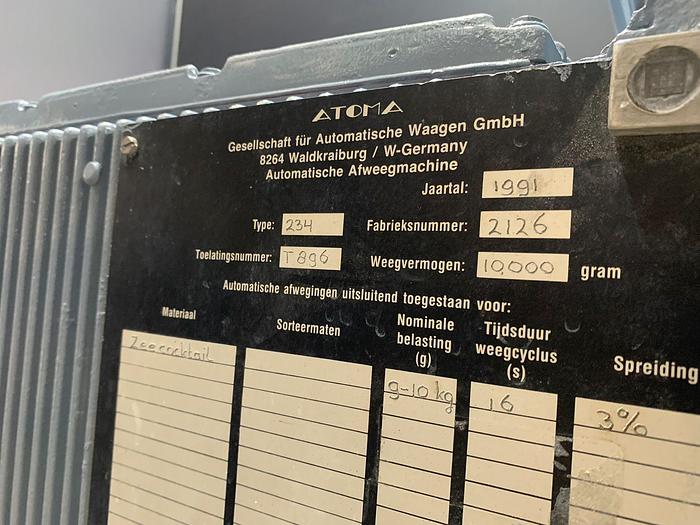 ATOMA
Gesellschaft für Automatische Waagen GmbH
8264 Waldkraiburg / W-Germany
Automatische Afweegmachine
Jaartal: 1991
Type: 234 Fabrieksnummer: 2126
Toelatingsnummer: T896 Weegvermogen: 10.000 gram
Automatische afwegingen uitsluitend toegestaan voor:
Materiaal Sorteermaten Nominale belasting (g) Tijdsduur weegcyclus (s) Spreiding
Zoecocktail 9-10 kg 16 3%